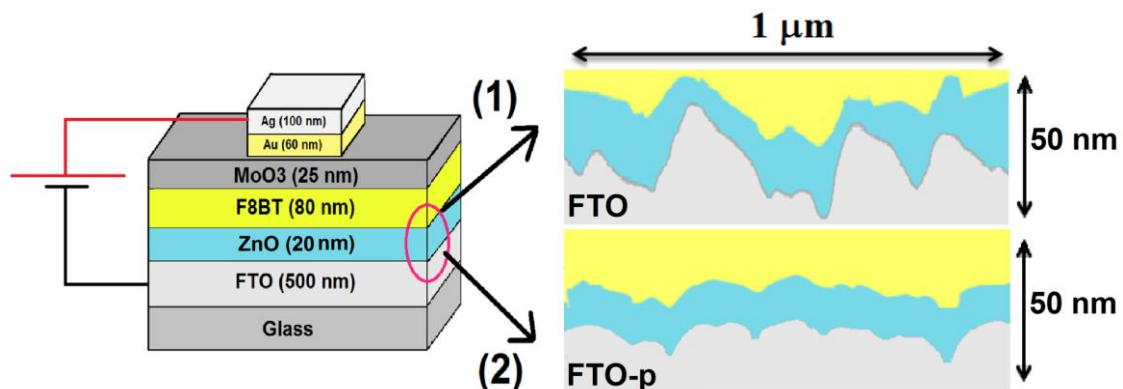 Ag (100 nm)
Au (60 nm)
MoO3 (25 nm)
F8BT (80 nm)
ZnO (20 nm)
FTO (500 nm)
Glass
(1)
(2)
1 μm
50 nm
FTO
50 nm
FTO-p